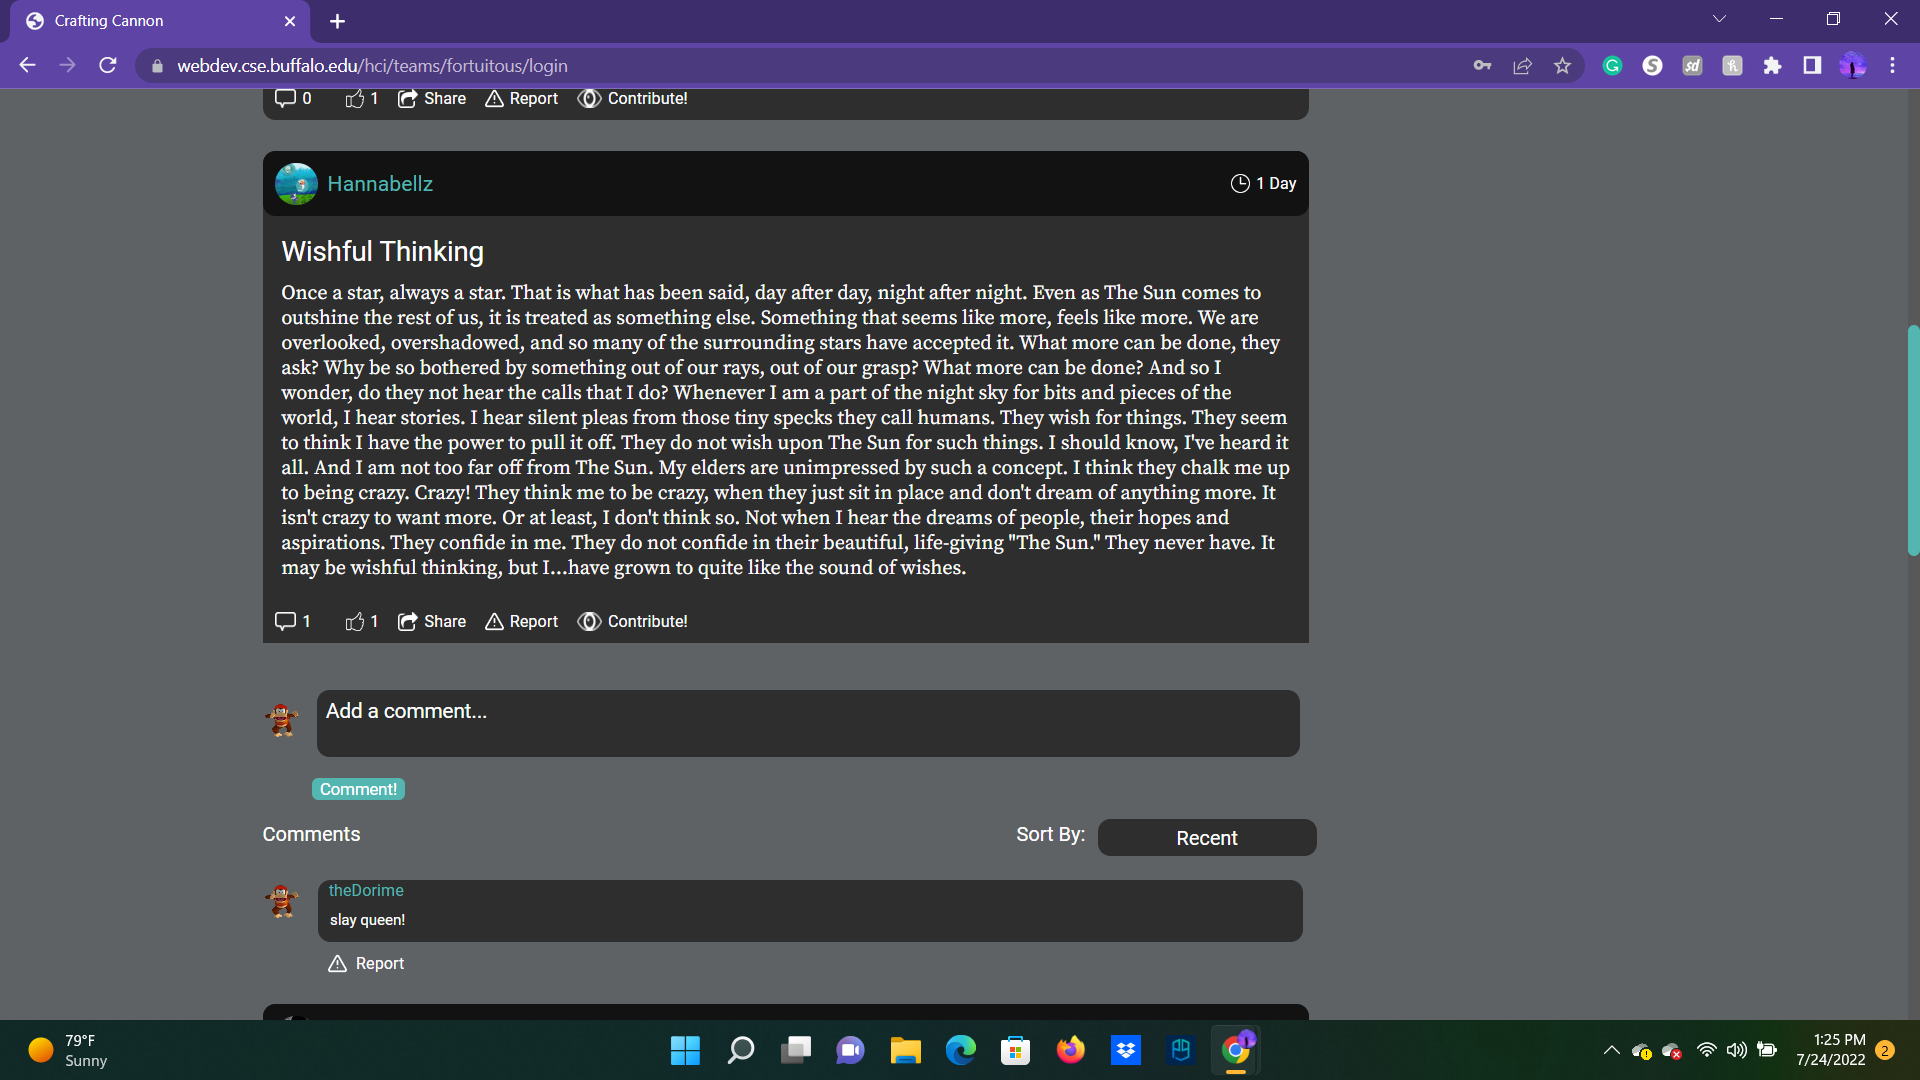 Crafting Cannon
webdev.cse.buffalo.edu/hci/teams/fortuitous/login
0 1 Share Report Contribute!
Hannabellz 1 Day
Wishful Thinking
Once a star, always a star. That is what has been said, day after day, night after night. Even as The Sun comes to
outshine the rest of us, it is treated as something else. Something that seems like more, feels like more. We are
overlooked, overshadowed, and so many of the surrounding stars have accepted it. What more can be done, they
ask? Why be so bothered by something out of our rays, out of our grasp? What more can be done? And so I
wonder, do they not hear the calls that I do? Whenever I am a part of the night sky for bits and pieces of the
world, I hear stories. I hear silent pleas from those tiny specks they call humans. They wish for things. They seem
to think I have the power to pull it off. They do not wish upon The Sun for such things. I should know, I've heard it
all. And I am not too far off from The Sun. My elders are unimpressed by such a concept. I think they chalk me up
to being crazy. Crazy! They think me to be crazy, when they just sit in place and don't dream of anything more. It
isn't crazy to want more. Or at least, I don't think so. Not when I hear the dreams of people, their hopes and
aspirations. They confide in me. They do not confide in their beautiful, life-giving "The Sun." They never have. It
may be wishful thinking, but I...have grown to quite like the sound of wishes.
1 1 Share Report Contribute!
Add a comment...
Comment!
Comments Sort By: Recent
theDorime
slay queen!
Report
79°F
Sunny
1:25 PM
7/24/2022
2